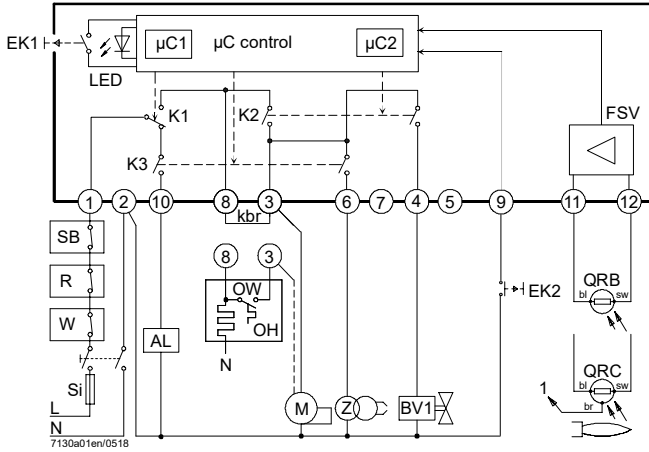 EK1
LED
µC1
µC control
µC2
K1
K2
FSV
K3
1
2
10
8
3
6
7
4
5
9
11
12
kbr
SB
R
W
Si
L
N
8
3
OW
OH
N
AL
M
Z
BV1
EK2
QRB
bl
sw
QRC
bl
sw
br
1
7130a01en/0518